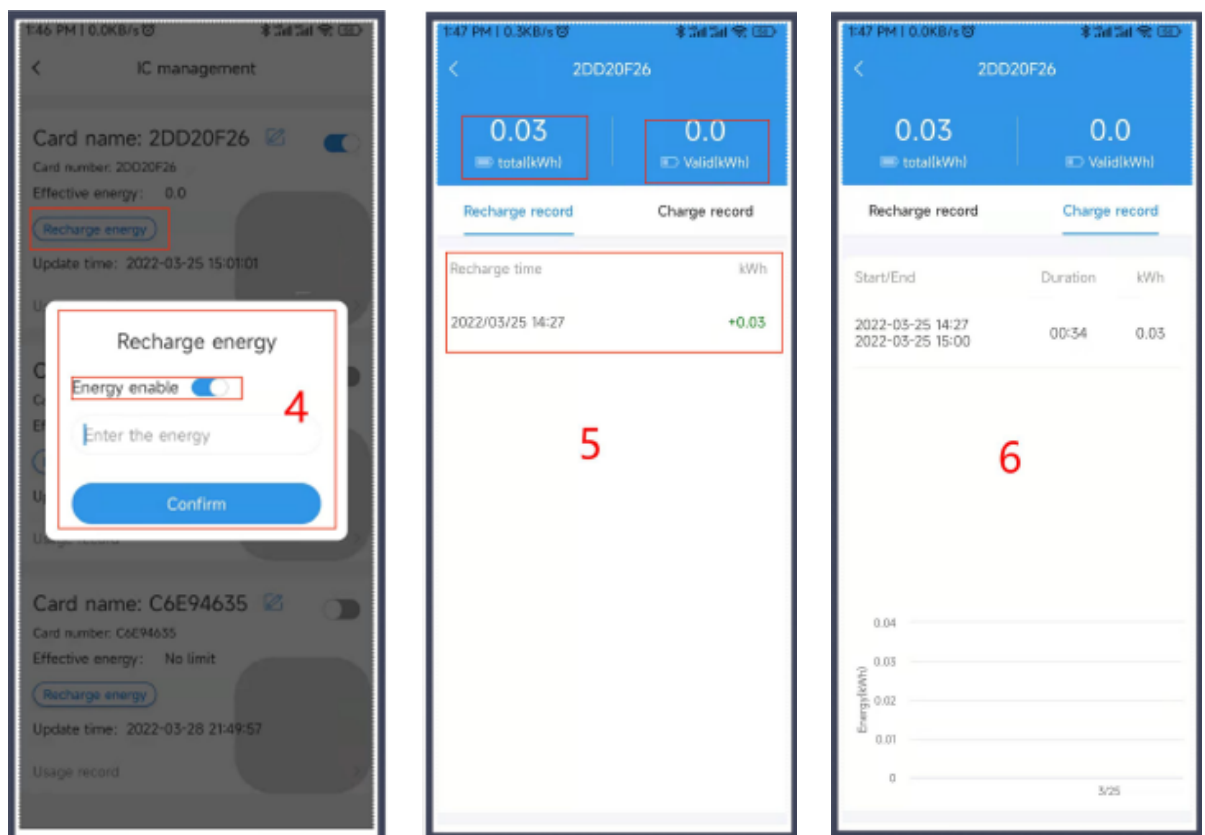 1:46 PM | 0.0KB/s
IC management
Card name: 2DD20F26
Card number: 2DD20F26
Effective energy: 0.0
Recharge energy
Update time: 2022-03-25 15:01:01
Recharge energy
Energy enable
4
Enter the energy
Confirm
Usage record
Card name: C6E94635
Card number: C6E94635
Effective energy: No limit
Recharge energy
Update time: 2022-03-28 21:49:57
Usage record
1:47 PM | 0.3KB/s
2DD20F26
0.03
total(kWh)
0.0
Valid(kWh)
Recharge record
Charge record
Recharge time kWh
2022/03/25 14:27 +0.03
5
1:47 PM | 0.0KB/s
2DD20F26
0.03
total(kWh)
0.0
Valid(kWh)
Recharge record
Charge record
Start/End Duration kWh
2022-03-25 14:27
2022-03-25 15:00
00:34 0.03
6
0.04
0.03
0.02
0.01
0
Energy(kWh)
3/25